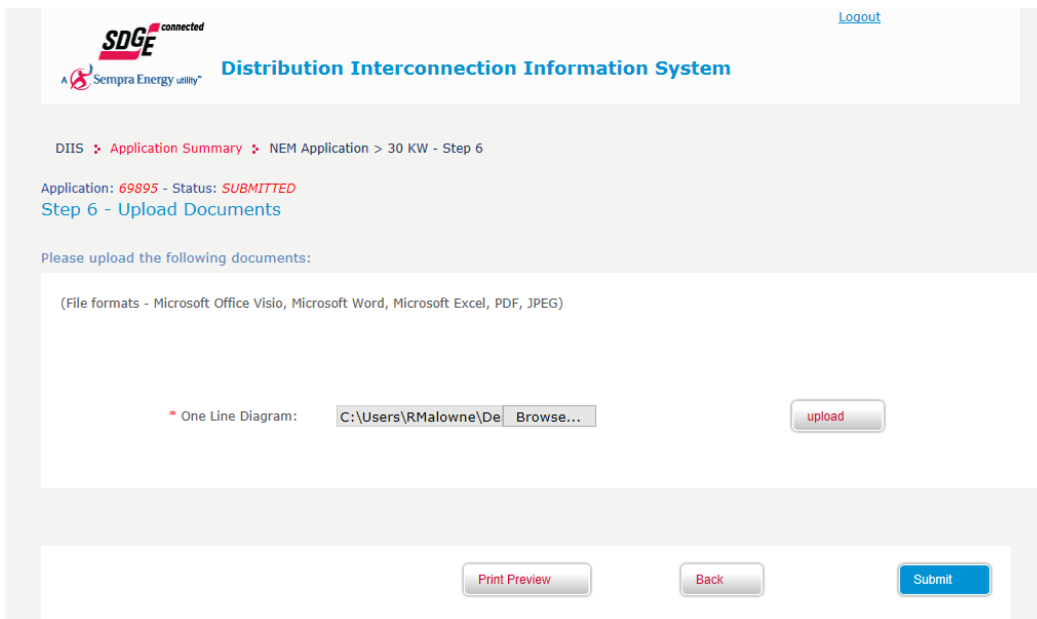 Logout
connected
SDGE
A Sempra Energy utility™
Distribution Interconnection Information System
DIIS Application Summary NEM Application > 30 KW - Step 6
Application: 69895 - Status: SUBMITTED
Step 6 - Upload Documents
Please upload the following documents:
(File formats - Microsoft Office Visio, Microsoft Word, Microsoft Excel, PDF, JPEG)
* One Line Diagram: C:\Users\RMalowne\De Browse... upload
Print Preview Back Submit